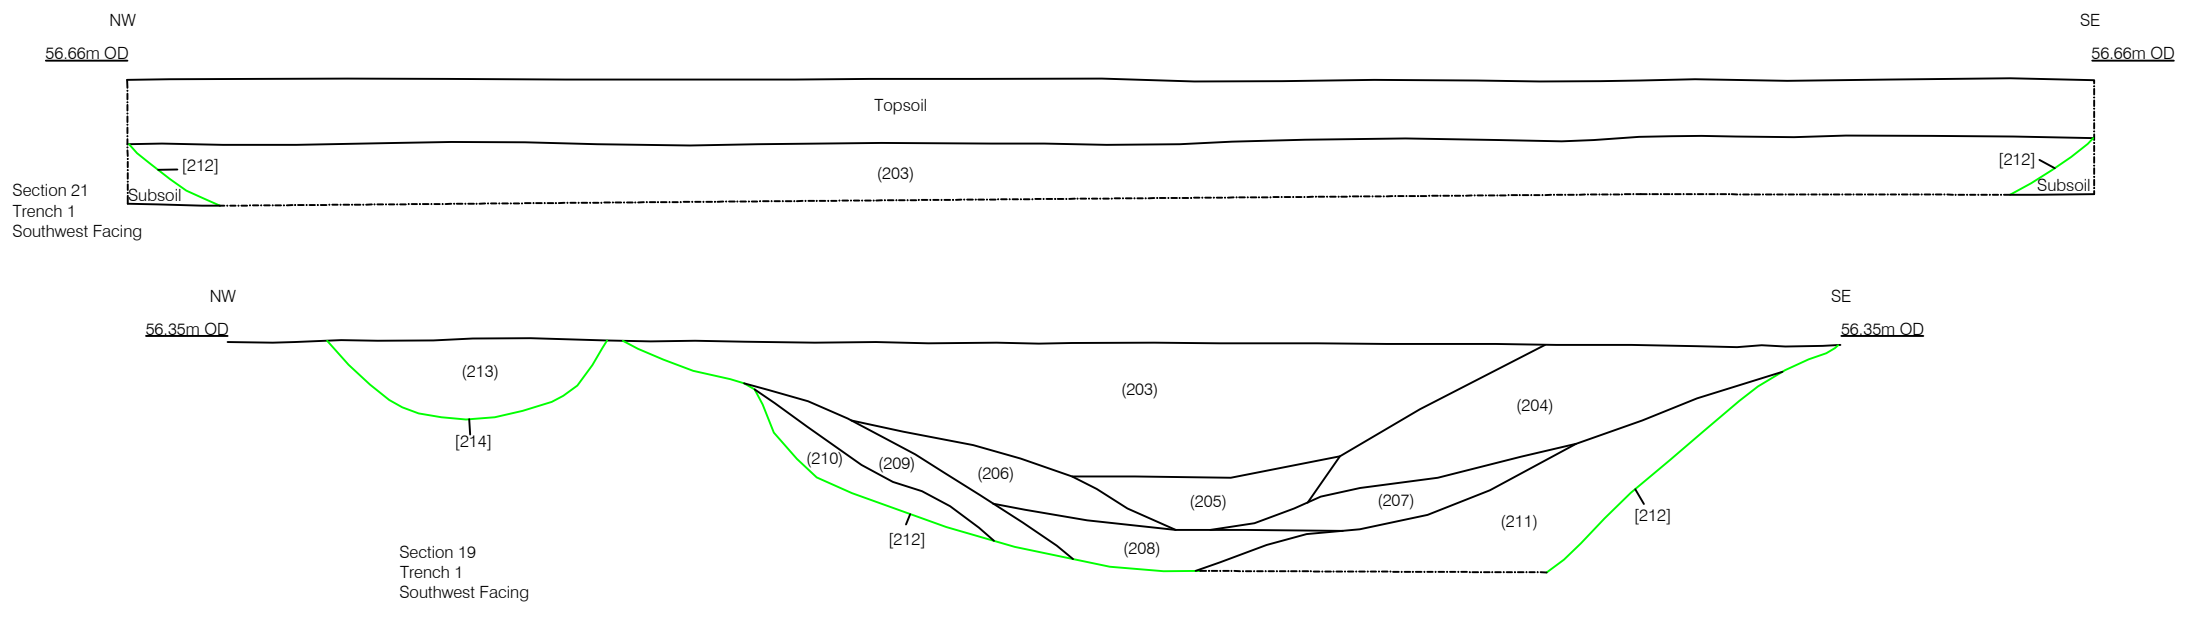 NW
SE
56.66m OD
56.66m OD
Topsoil
[212]
(203)
[212]
Subsoil
Subsoil
Section 21
Trench 1
Southwest Facing
NW
SE
56.35m OD
56.35m OD
(213)
(203)
(204)
[214]
(210)
(209)
(206)
(205)
(207)
(211)
[212]
[212]
(208)
Section 19
Trench 1
Southwest Facing